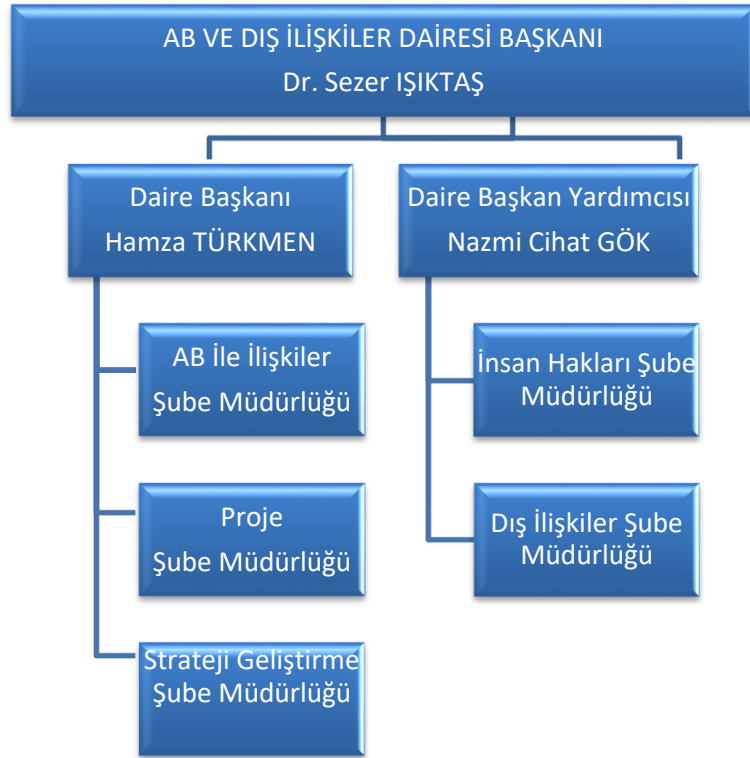 AB VE DIŞ İLİŞKİLER DAİRESİ BAŞKANI
Dr. Sezer IŞIKTAŞ
Daire Başkanı
Hamza TÜRKMEN
AB İle İlişkiler
Şube Müdürlüğü
Proje
Şube Müdürlüğü
Strateji Geliştirme
Şube Müdürlüğü
Daire Başkan Yardımcısı
Nazmi Cihat GÖK
İnsan Hakları Şube
Müdürlüğü
Dış İlişkiler Şube
Müdürlüğü